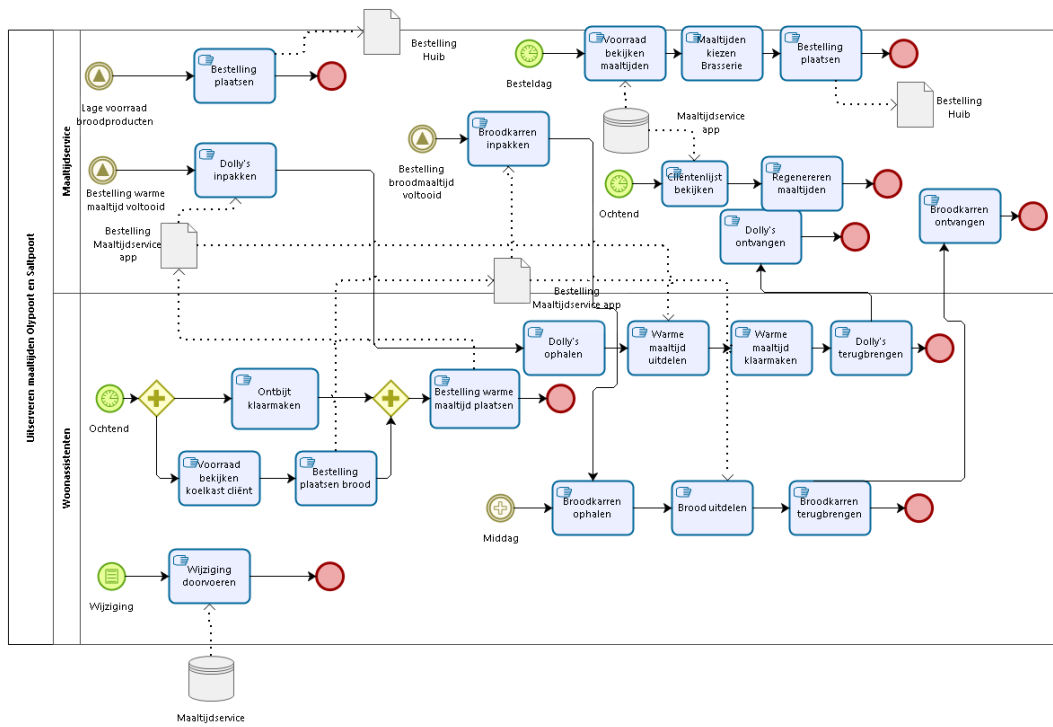 Uitserveren maaltijden Olypoort en Saltpoort
Maaltijdservice
Woonassistenten
Bestelling
Huib
Bestelling
plaatsen
Lage voorraad
broodproducten
Besteldag
Voorraad
bekijken
maaltijden
Maaltijden
kiezen
Brasserie
Bestelling
plaatsen
Bestelling
Huib
Maaltijdservice
app
Dolly's
inpakken
Bestelling warme
maaltijd voltooid
Bestelling
broodmaaltijd
voltooid
Broodkarren
inpakken
Ochtend
Cliëntenlijst
bekijken
Regenereren
maaltijden
Dolly's
ontvangen
Broodkarren
ontvangen
Bestelling
Maaltijdservice
app
Bestelling
Maaltijdservice app
Dolly's
ophalen
Warme
maaltijd
uitdelen
Warme
maaltijd
klaarmaken
Dolly's
terugbrengen
Ochtend
Ontbijt
klaarmaken
Bestelling warme
maaltijd plaatsen
Voorraad
bekijken
koelkast cliënt
Bestelling
plaatsen brood
Middag
Broodkarren
ophalen
Brood uitdelen
Broodkarren
terugbrengen
Wijziging
Wijziging
doorvoeren
Maaltijdservice